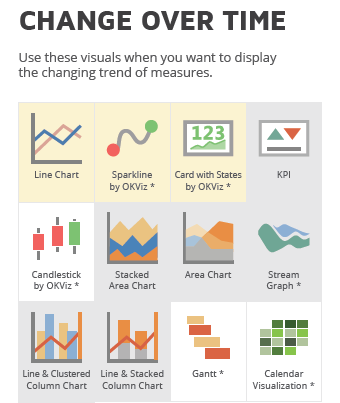 CHANGE OVER TIME
Use these visuals when you want to display
the changing trend of measures.
123
Line Chart
Sparkline
by OKViz *
Card with States
by OKViz *
KPI
Candlestick
by OKViz *
Stacked
Area Chart
Area Chart
Stream
Graph *
Line & Clustered
Column Chart
Line & Stacked
Column Chart
Gantt *
Calendar
Visualization *